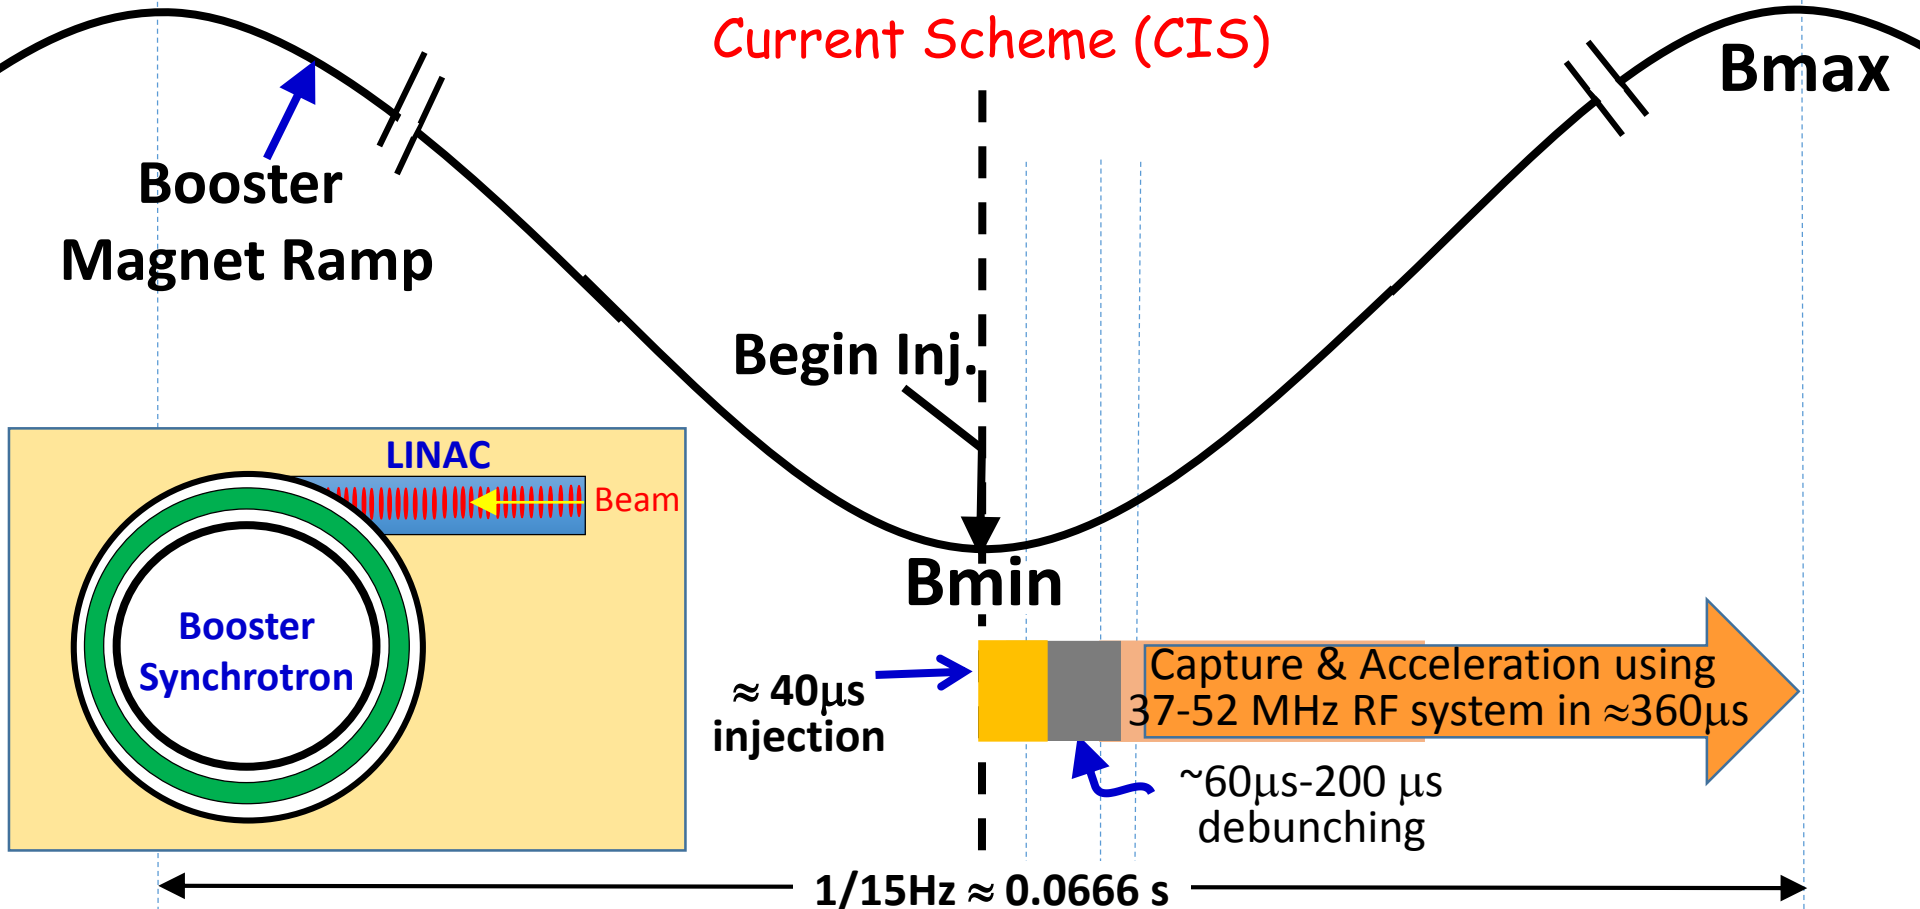 Current Scheme (CIS)
Bmax
Booster
Magnet Ramp
Begin Inj.
LINAC
Beam
Booster
Synchrotron
Bmin
≈ 40μs
injection
Capture & Acceleration using
37-52 MHz RF system in ≈360μs
~60μs-200 μs
debunching
1/15Hz ≈ 0.0666 s